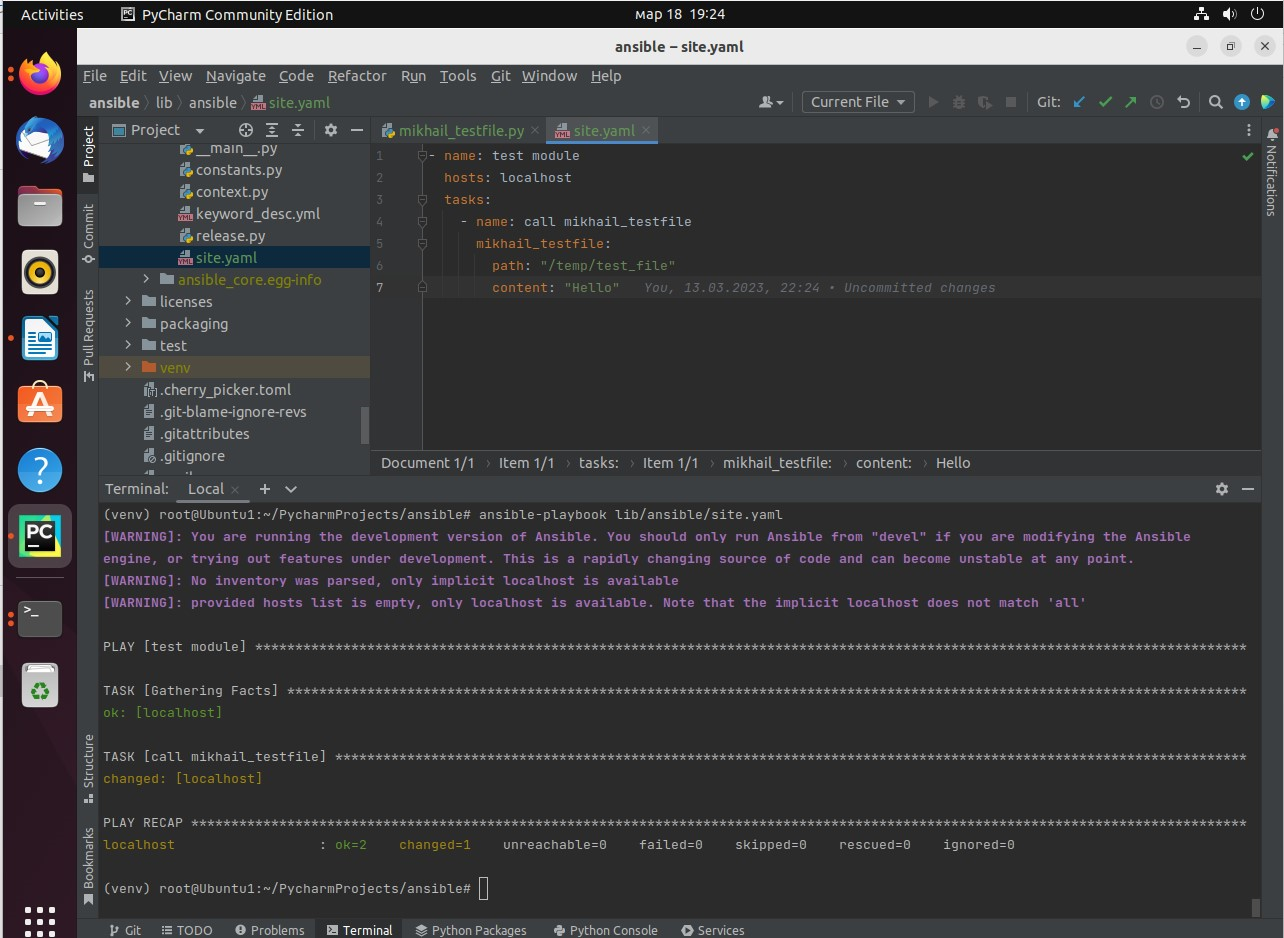 Activities PyCharm Community Edition мар 18 19:24
ansible – site.yaml
File Edit View Navigate Code Refactor Run Tools Git Window Help
ansible lib ansible site.yaml Current File Git:
Project
Project
Commit
Pull Requests
Structure
Bookmarks
__main__.py
constants.py
context.py
keyword_desc.yml
release.py
site.yaml
ansible_core.egg-info
licenses
packaging
test
venv
.cherry_picker.toml
.git-blame-ignore-revs
.gitattributes
.gitignore
mikhail_testfile.py site.yaml
1 - name: test module
2 hosts: localhost
3 tasks:
4 - name: call mikhail_testfile
5 mikhail_testfile:
6 path: "/temp/test_file"
7 content: "Hello" You, 13.03.2023, 22:24 • Uncommitted changes
Document 1/1 › Item 1/1 › tasks: › Item 1/1 › mikhail_testfile: › content: › Hello
Notifications
Terminal: Local
(venv) root@Ubuntu1:~/PycharmProjects/ansible# ansible-playbook lib/ansible/site.yaml
[WARNING]: You are running the development version of Ansible. You should only run Ansible from "devel" if you are modifying the Ansible
engine, or trying out features under development. This is a rapidly changing source of code and can become unstable at any point.
[WARNING]: No inventory was parsed, only implicit localhost is available
[WARNING]: provided hosts list is empty, only localhost is available. Note that the implicit localhost does not match 'all'
PLAY [test module] ****************************************************************************************************************************
TASK [Gathering Facts] ************************************************************************************************************************
ok: [localhost]
TASK [call mikhail_testfile] ******************************************************************************************************************
changed: [localhost]
PLAY RECAP ************************************************************************************************************************************
localhost : ok=2 changed=1 unreachable=0 failed=0 skipped=0 rescued=0 ignored=0
(venv) root@Ubuntu1:~/PycharmProjects/ansible#
Git TODO Problems Terminal Python Packages Python Console Services